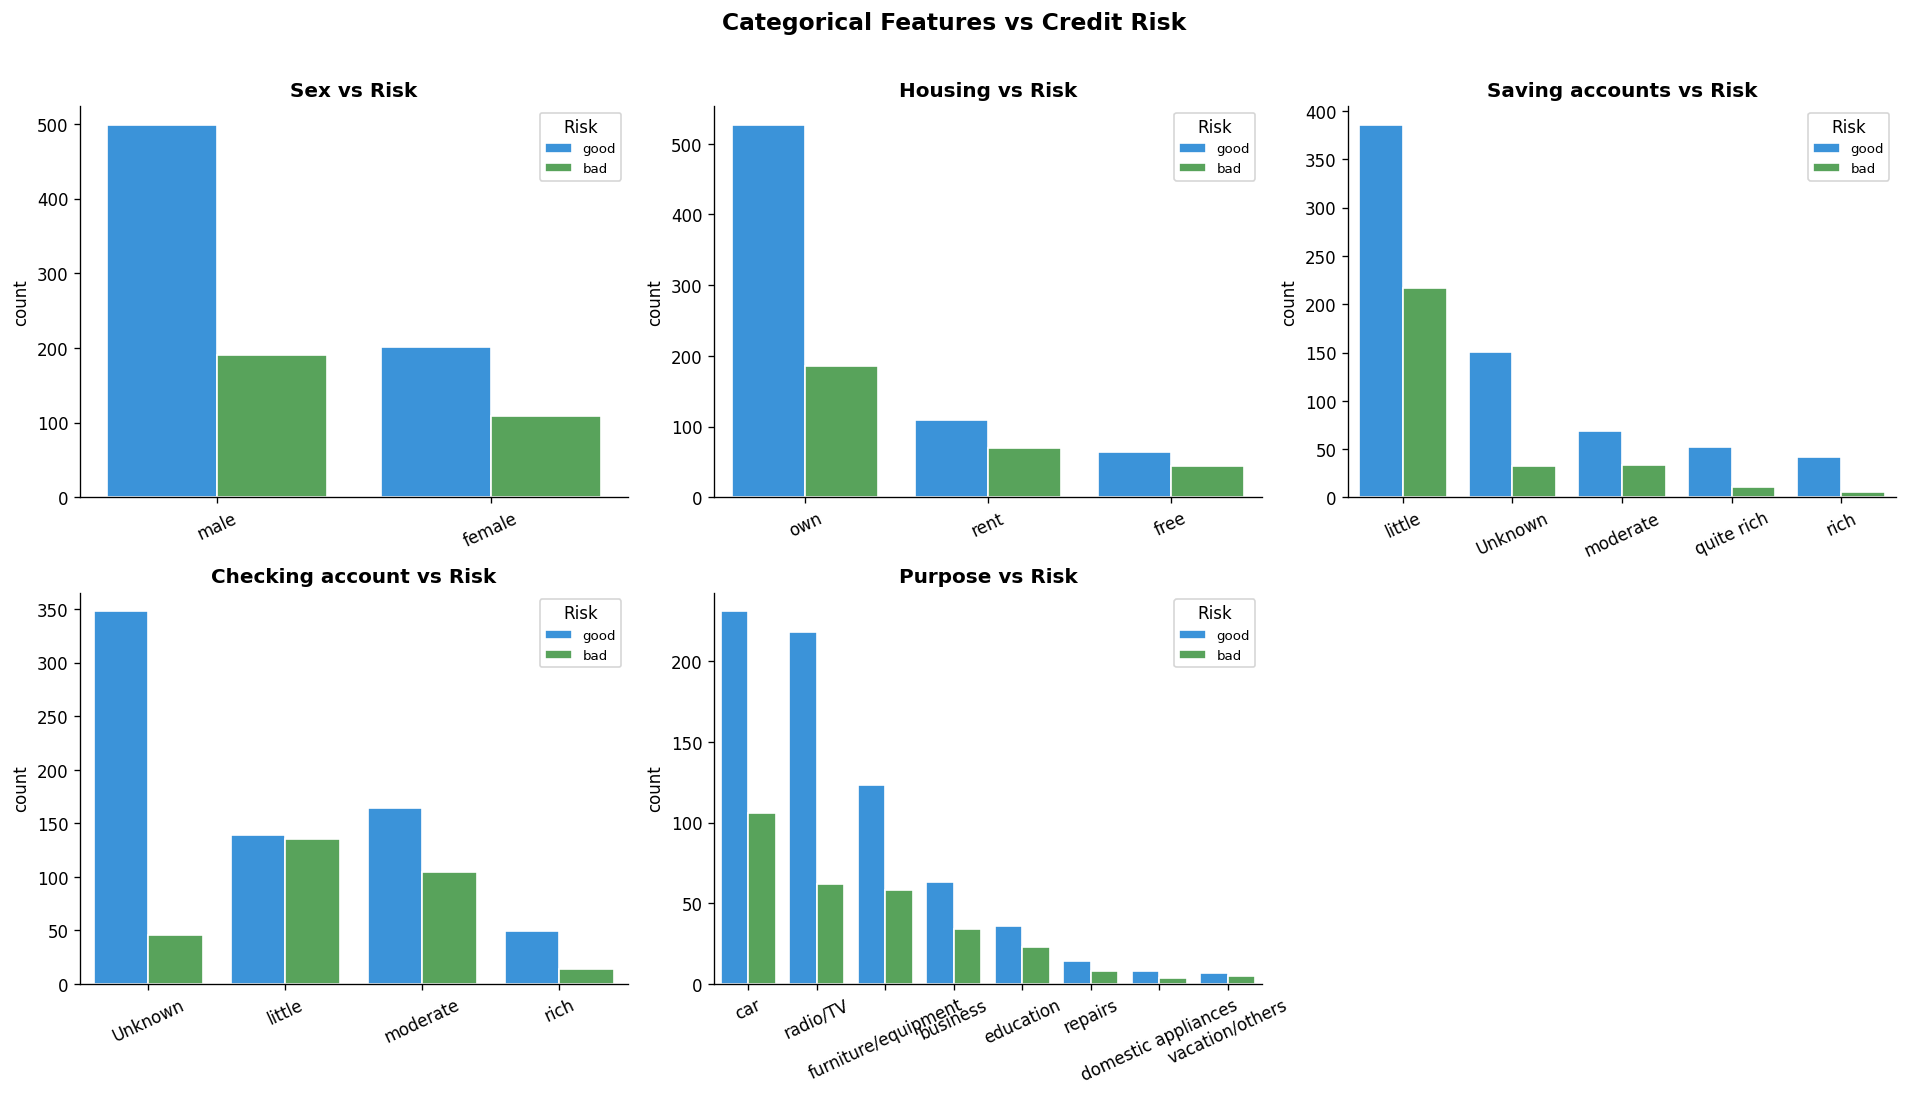 Categorical Features vs Credit Risk
Sex vs Risk
count
500
400
300
200
100
0
male
female
Risk
good
bad
Housing vs Risk
count
500
400
300
200
100
0
own
rent
free
Risk
good
bad
Saving accounts vs Risk
count
400
350
300
250
200
150
100
50
0
little
Unknown
moderate
quite rich
rich
Risk
good
bad
Checking account vs Risk
count
350
300
250
200
150
100
50
0
Unknown
little
moderate
rich
Risk
good
bad
Purpose vs Risk
count
200
150
100
50
0
car
radio/TV
furniture/equipment
business
education
repairs
domestic appliances
vacation/others
Risk
good
bad